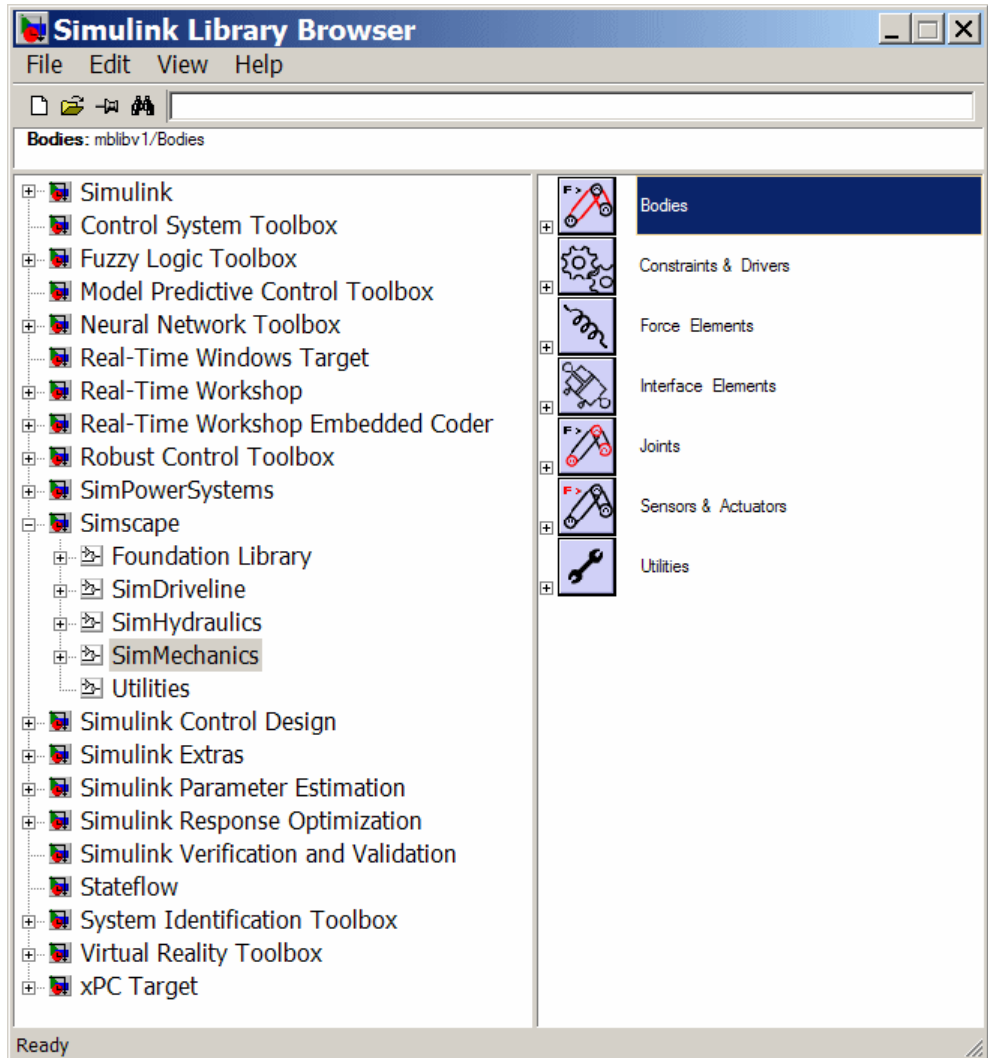 Simulink Library Browser
File Edit View Help
Bodies: mblibv1/Bodies
Simulink
Control System Toolbox
Fuzzy Logic Toolbox
Model Predictive Control Toolbox
Neural Network Toolbox
Real-Time Windows Target
Real-Time Workshop
Real-Time Workshop Embedded Coder
Robust Control Toolbox
SimPowerSystems
Simscape
Foundation Library
SimDriveline
SimHydraulics
SimMechanics
Utilities
Simulink Control Design
Simulink Extras
Simulink Parameter Estimation
Simulink Response Optimization
Simulink Verification and Validation
Stateflow
System Identification Toolbox
Virtual Reality Toolbox
xPC Target
Bodies
Constraints & Drivers
Force Elements
Interface Elements
Joints
Sensors & Actuators
Utilities
Ready